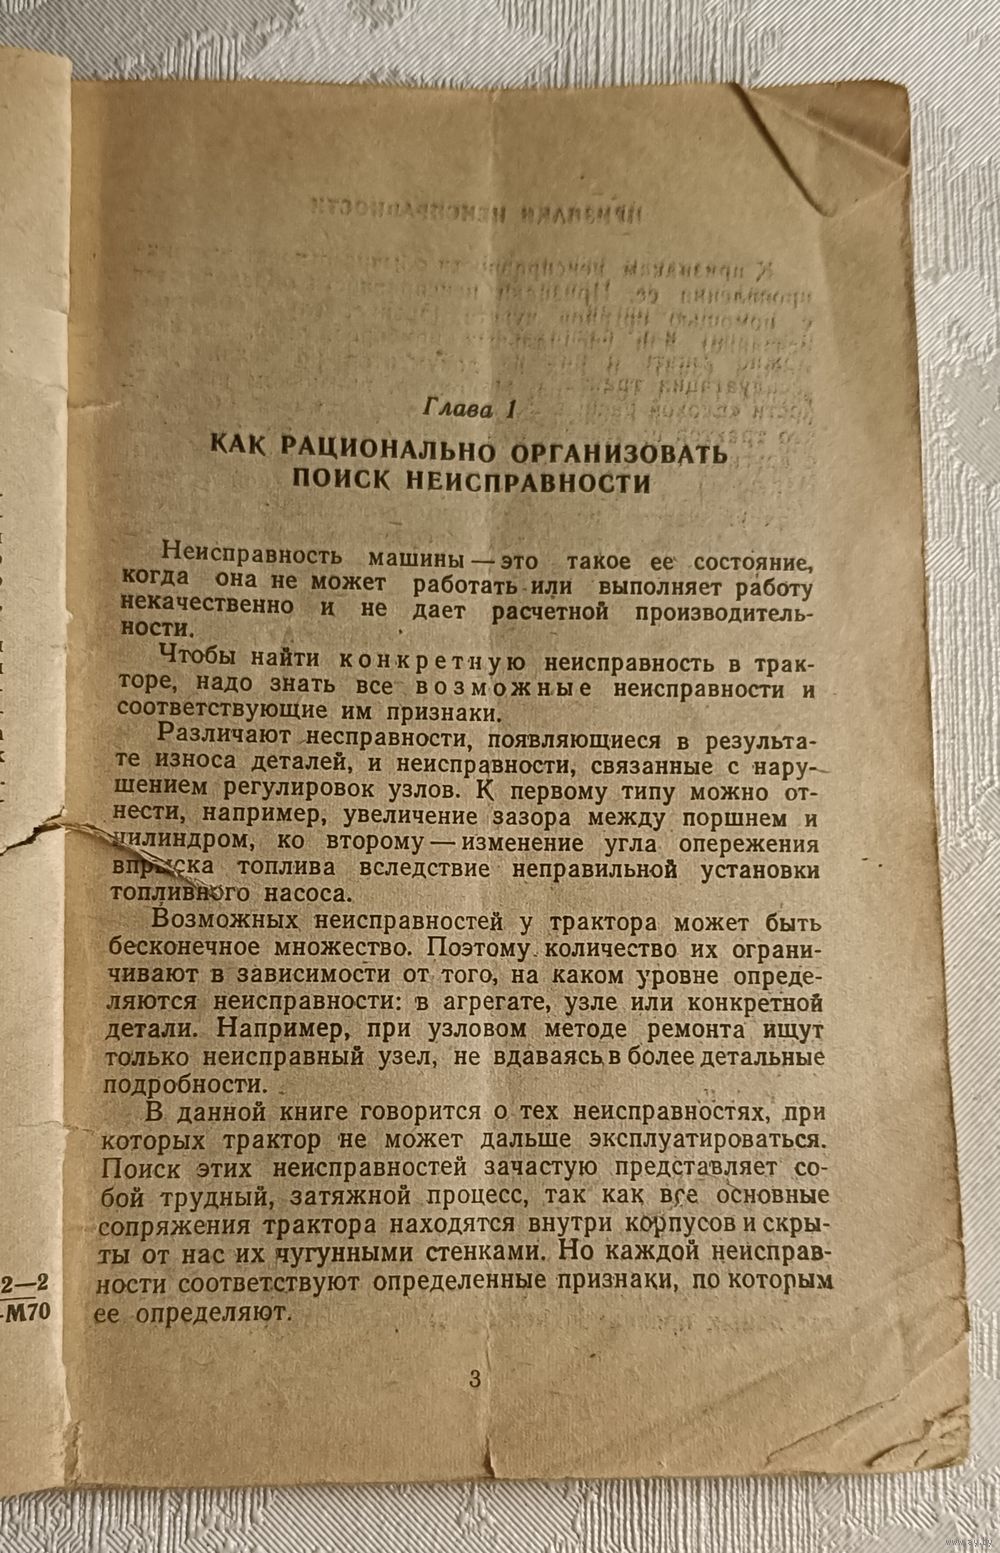 Глава 1
КАК РАЦИОНАЛЬНО ОРГАНИЗОВАТЬ
ПОИСК НЕИСПРАВНОСТИ
Неисправность машины — это такое ее состояние,
когда она не может работать или выполняет работу
некачественно и не дает расчетной производитель-
ности.
Чтобы найти конкретную неисправность в трак-
торе, надо знать все возможные неисправности и
соответствующие им признаки.
Различают несправности, появляющиеся в результа-
те износа деталей, и неисправности, связанные с нару-
шением регулировок узлов. К первому типу можно от-
нести, например, увеличение зазора между поршнем и
цилиндром, ко второму — изменение угла опережения
впрыска топлива вследствие неправильной установки
топливного насоса.
Возможных неисправностей у трактора может быть
бесконечное множество. Поэтому количество их ограни-
чивают в зависимости от того, на каком уровне опреде-
ляются неисправности: в агрегате, узле или конкретной
детали. Например, при узловом методе ремонта ищут
только неисправный узел, не вдаваясь в более детальные
подробности.
В данной книге говорится о тех неисправностях, при
которых трактор не может дальше эксплуатироваться.
Поиск этих неисправностей зачастую представляет со-
бой трудный, затяжной процесс, так как все основные
сопряжения трактора находятся внутри корпусов и скры-
ты от нас их чугунными стенками. Но каждой неисправ-
ности соответствуют определенные признаки, по которым
ее определяют.
3
2—2
-М70
www.ay.by